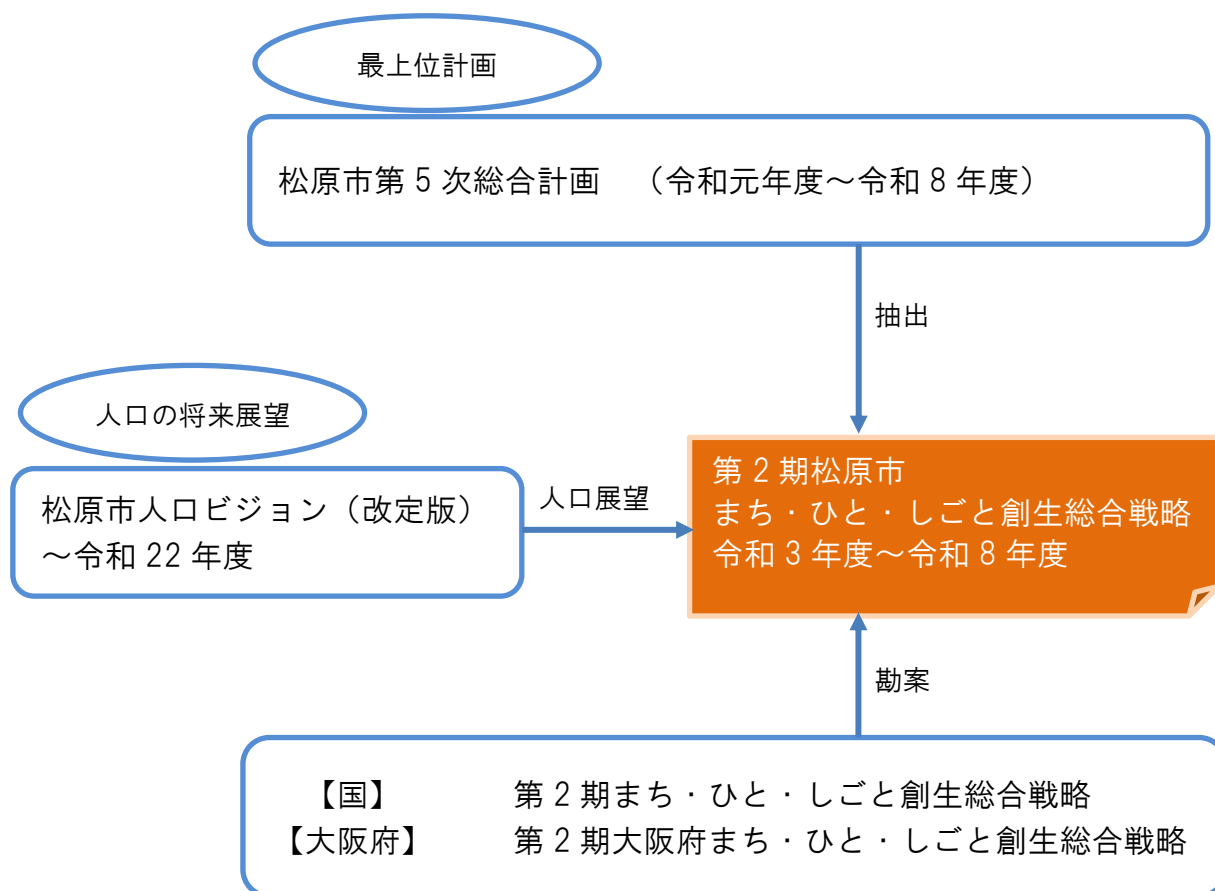 最上位計画
松原市第5次総合計画　（令和元年度～令和8年度）
抽出
人口の将来展望
松原市人口ビジョン（改定版）
～令和22年度
人口展望
第2期松原市
まち・ひと・しごと創生総合戦略
令和3年度～令和8年度
勘案
【国】　第2期まち・ひと・しごと創生総合戦略
【大阪府】　第2期大阪府まち・ひと・しごと創生総合戦略